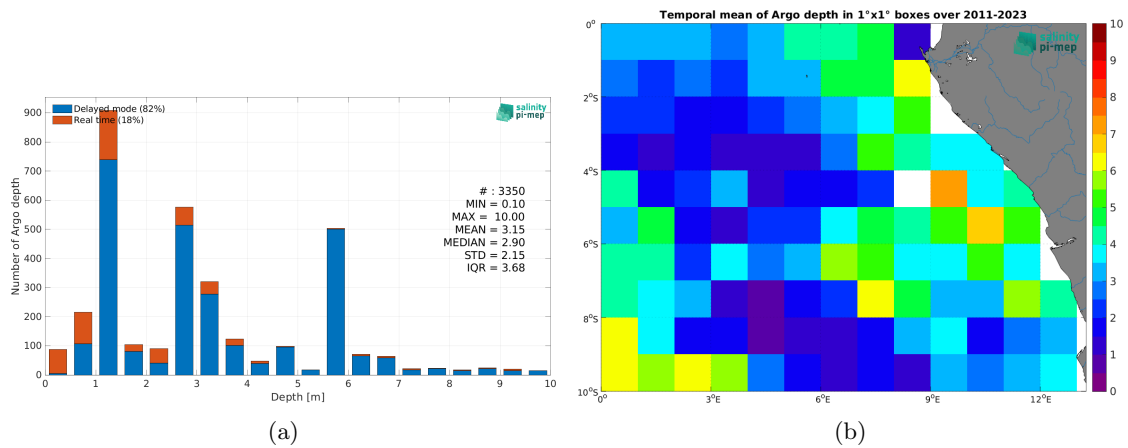 Temporal mean of Argo depth in 1°x1° boxes over 2011-2023
Delayed mode (82%)
Real time (18%)
salinity
pi-mep
# : 3350
MIN = 0.10
MAX = 10.00
MEAN = 3.15
MEDIAN = 2.90
STD = 2.15
IQR = 3.68
Number of Argo depth
900
800
700
600
500
400
300
200
100
0
0 1 2 3 4 5 6 7 8 9 10
Depth [m]
(a)
salinity
pi-mep
0°
2°S
4°S
6°S
8°S
10°S
0° 3°E 6°E 9°E 12°E
10
9
8
7
6
5
4
3
2
1
0
(b)